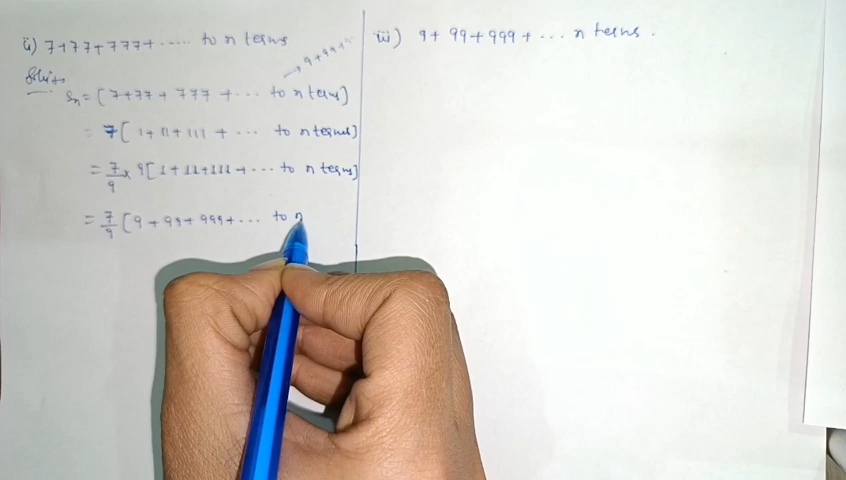 ii) 7+77+777+ ..... to n terms
Soln:-
→ 9+99+9
Sn = [7+77+777+ ... to n terms]
= 7[1+11+111+ ... to n terms]
= 7/9 × 9[1+11+111+ ... to n terms]
= 7/9 [9+99+999+ ... to n
iii) 9+99+999+ ... n terms.